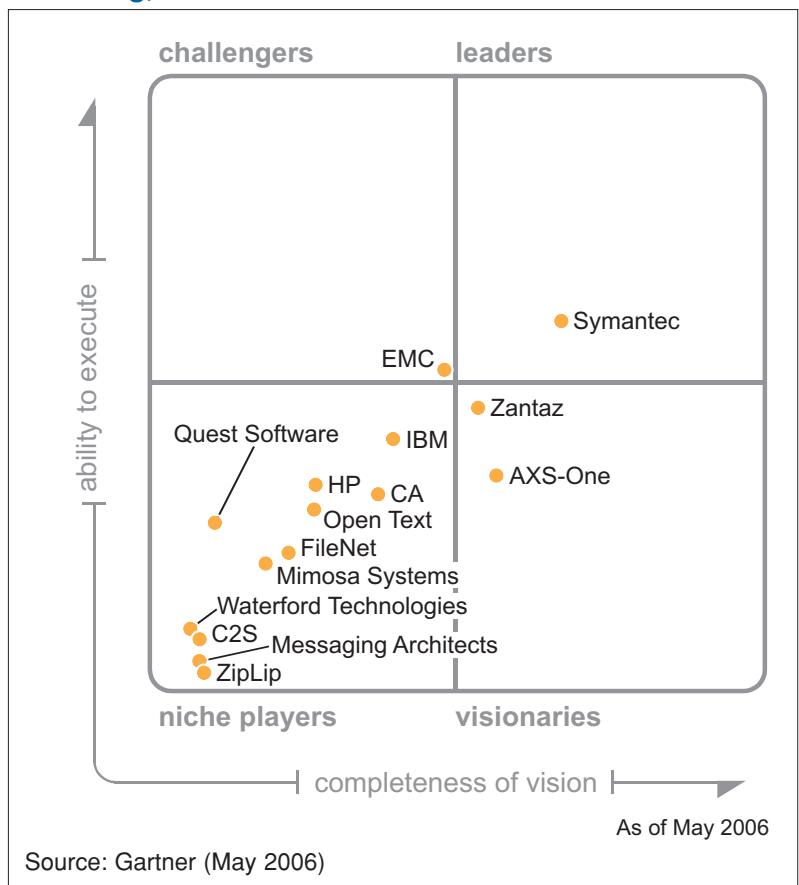 challengers
leaders
Symantec
EMC
Zantaz
Quest Software
IBM
AXS-One
HP
CA
Open Text
FileNet
Mimosa Systems
Waterford Technologies
C2S
Messaging Architects
ZipLip
ability to execute
niche players
visionaries
completeness of vision
As of May 2006
Source: Gartner (May 2006)